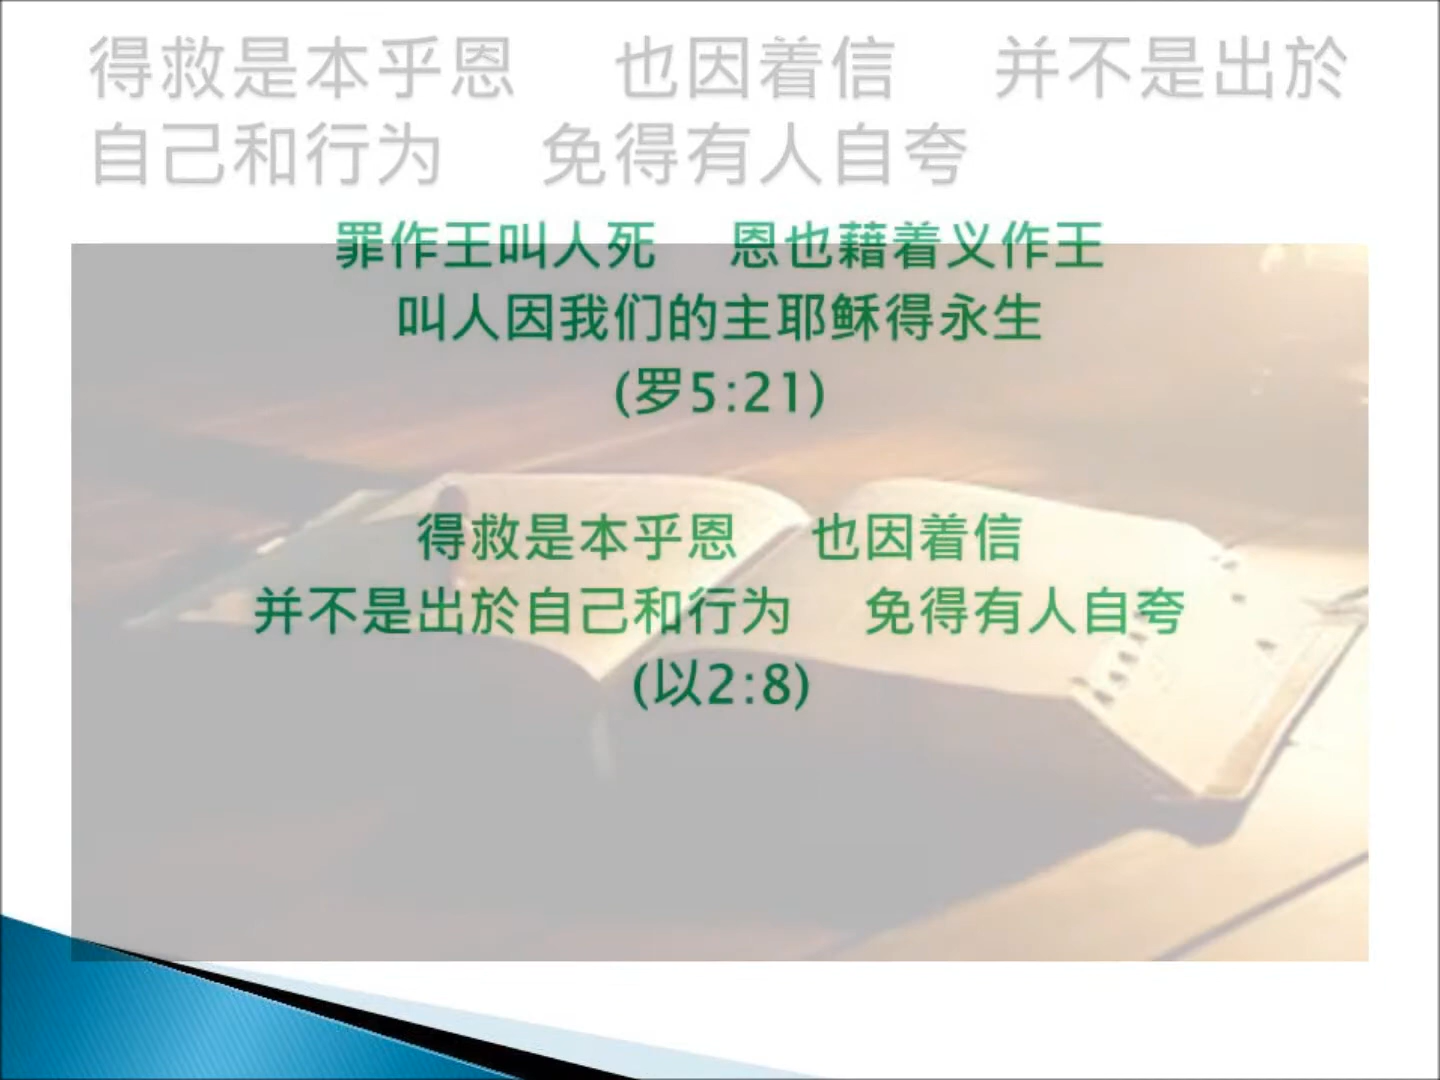 得救是本乎恩　也因着信　并不是出於
自己和行为　免得有人自夸
罪作王叫人死　恩也藉着义作王
叫人因我们的主耶稣得永生
(罗5:21)
得救是本乎恩　也因着信
并不是出於自己和行为　免得有人自夸
(以2:8)